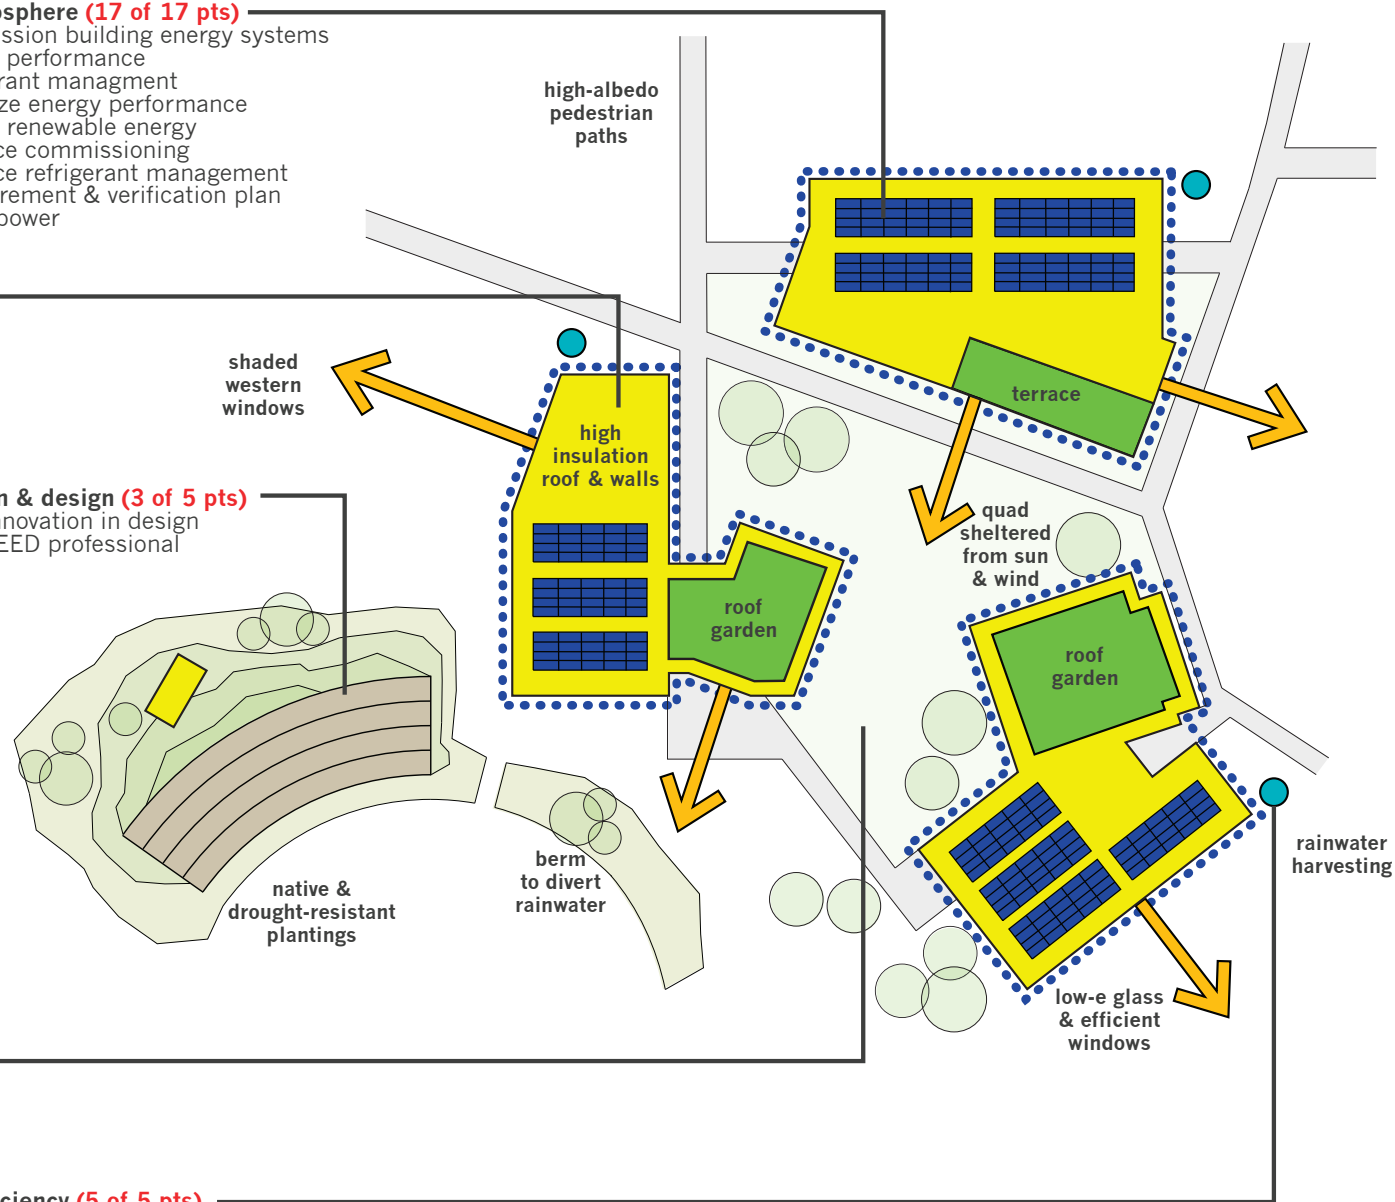 osphere (17 of 17 pts)
ssion building energy systems
performance
rant managment
ze energy performance
renewable energy
ce commissioning
ce refrigerant management
rement & verification plan
power
high-albedo
pedestrian
paths
shaded
western
windows
high
insulation
roof & walls
terrace
n & design (3 of 5 pts)
nnovation in design
EED professional
quad
sheltered
from sun
& wind
roof
garden
roof
garden
native &
drought-resistant
plantings
berm
to divert
rainwater
rainwater
harvesting
low-e glass
& efficient
windows
ciency (5 of 5 pts)